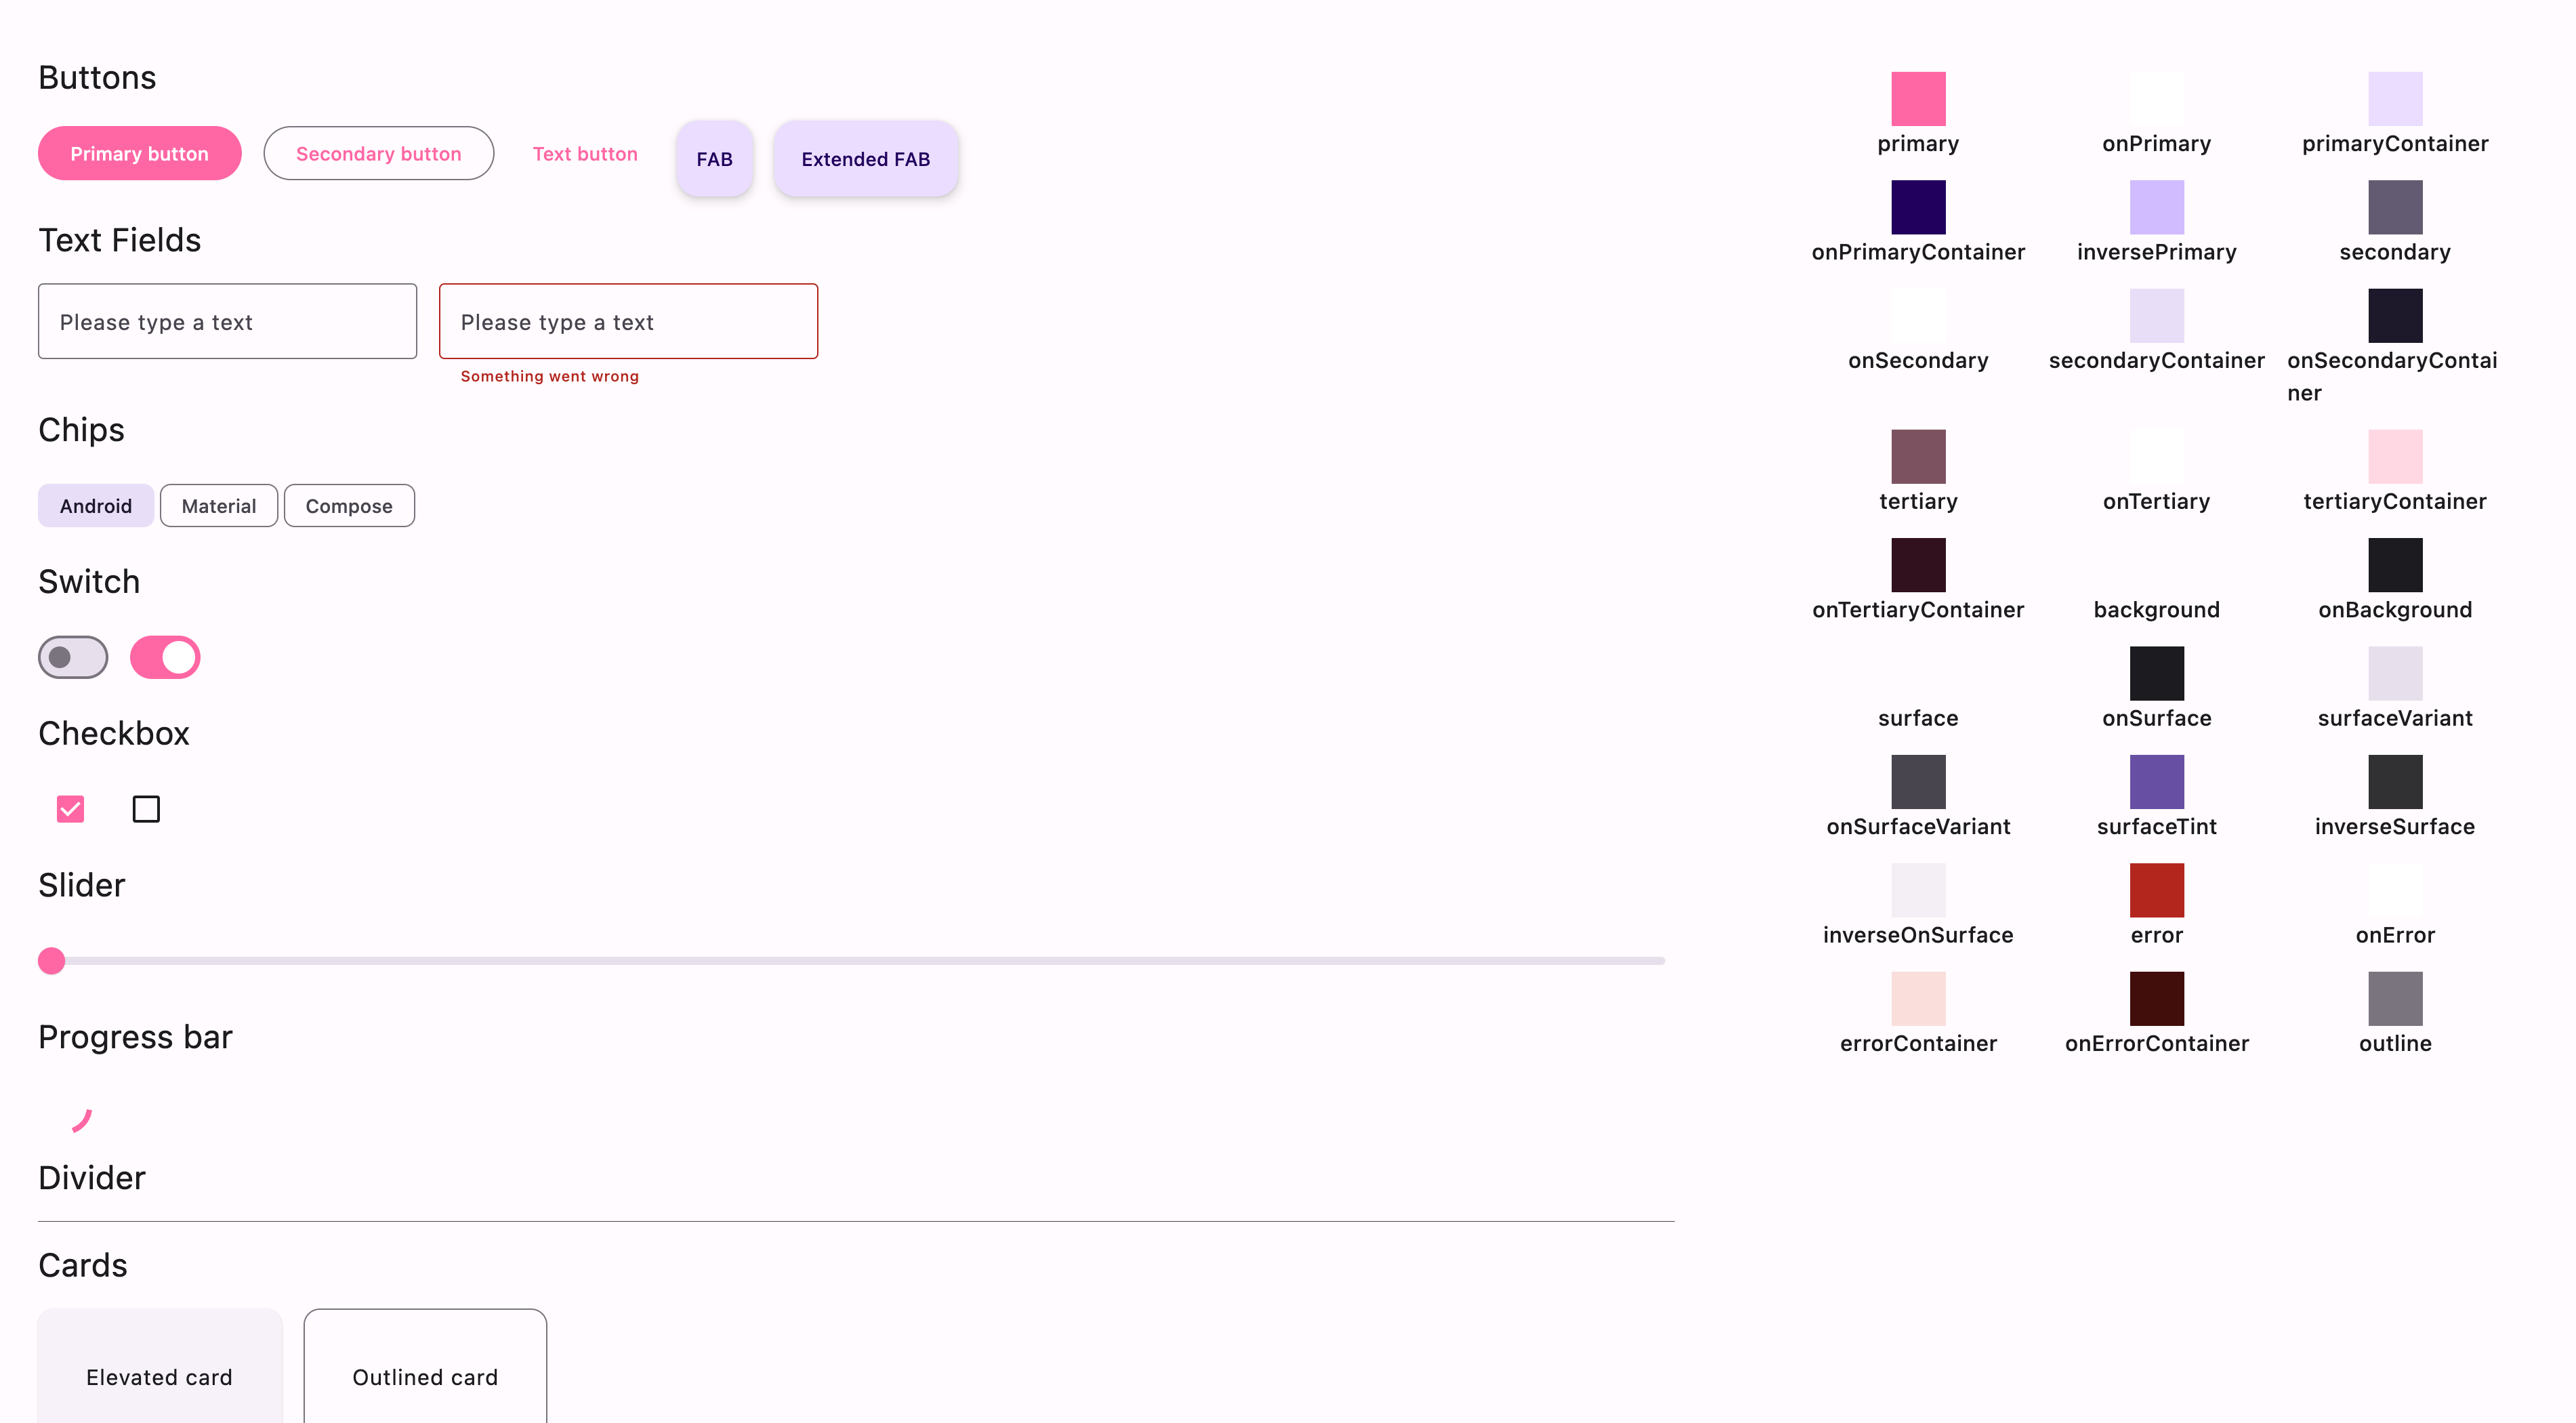 Buttons
Primary button
Secondary button
Text button
FAB
Extended FAB
Text Fields
Please type a text
Please type a text
Something went wrong
Chips
Android
Material
Compose
Switch
Checkbox
Slider
Progress bar
Divider
Cards
Elevated card
Outlined card
primary
onPrimary
primaryContainer
onPrimaryContainer
inversePrimary
secondary
onSecondary
secondaryContainer
onSecondaryContai
ner
tertiary
onTertiary
tertiaryContainer
onTertiaryContainer
background
onBackground
surface
onSurface
surfaceVariant
onSurfaceVariant
surfaceTint
inverseSurface
inverseOnSurface
error
onError
errorContainer
onErrorContainer
outline